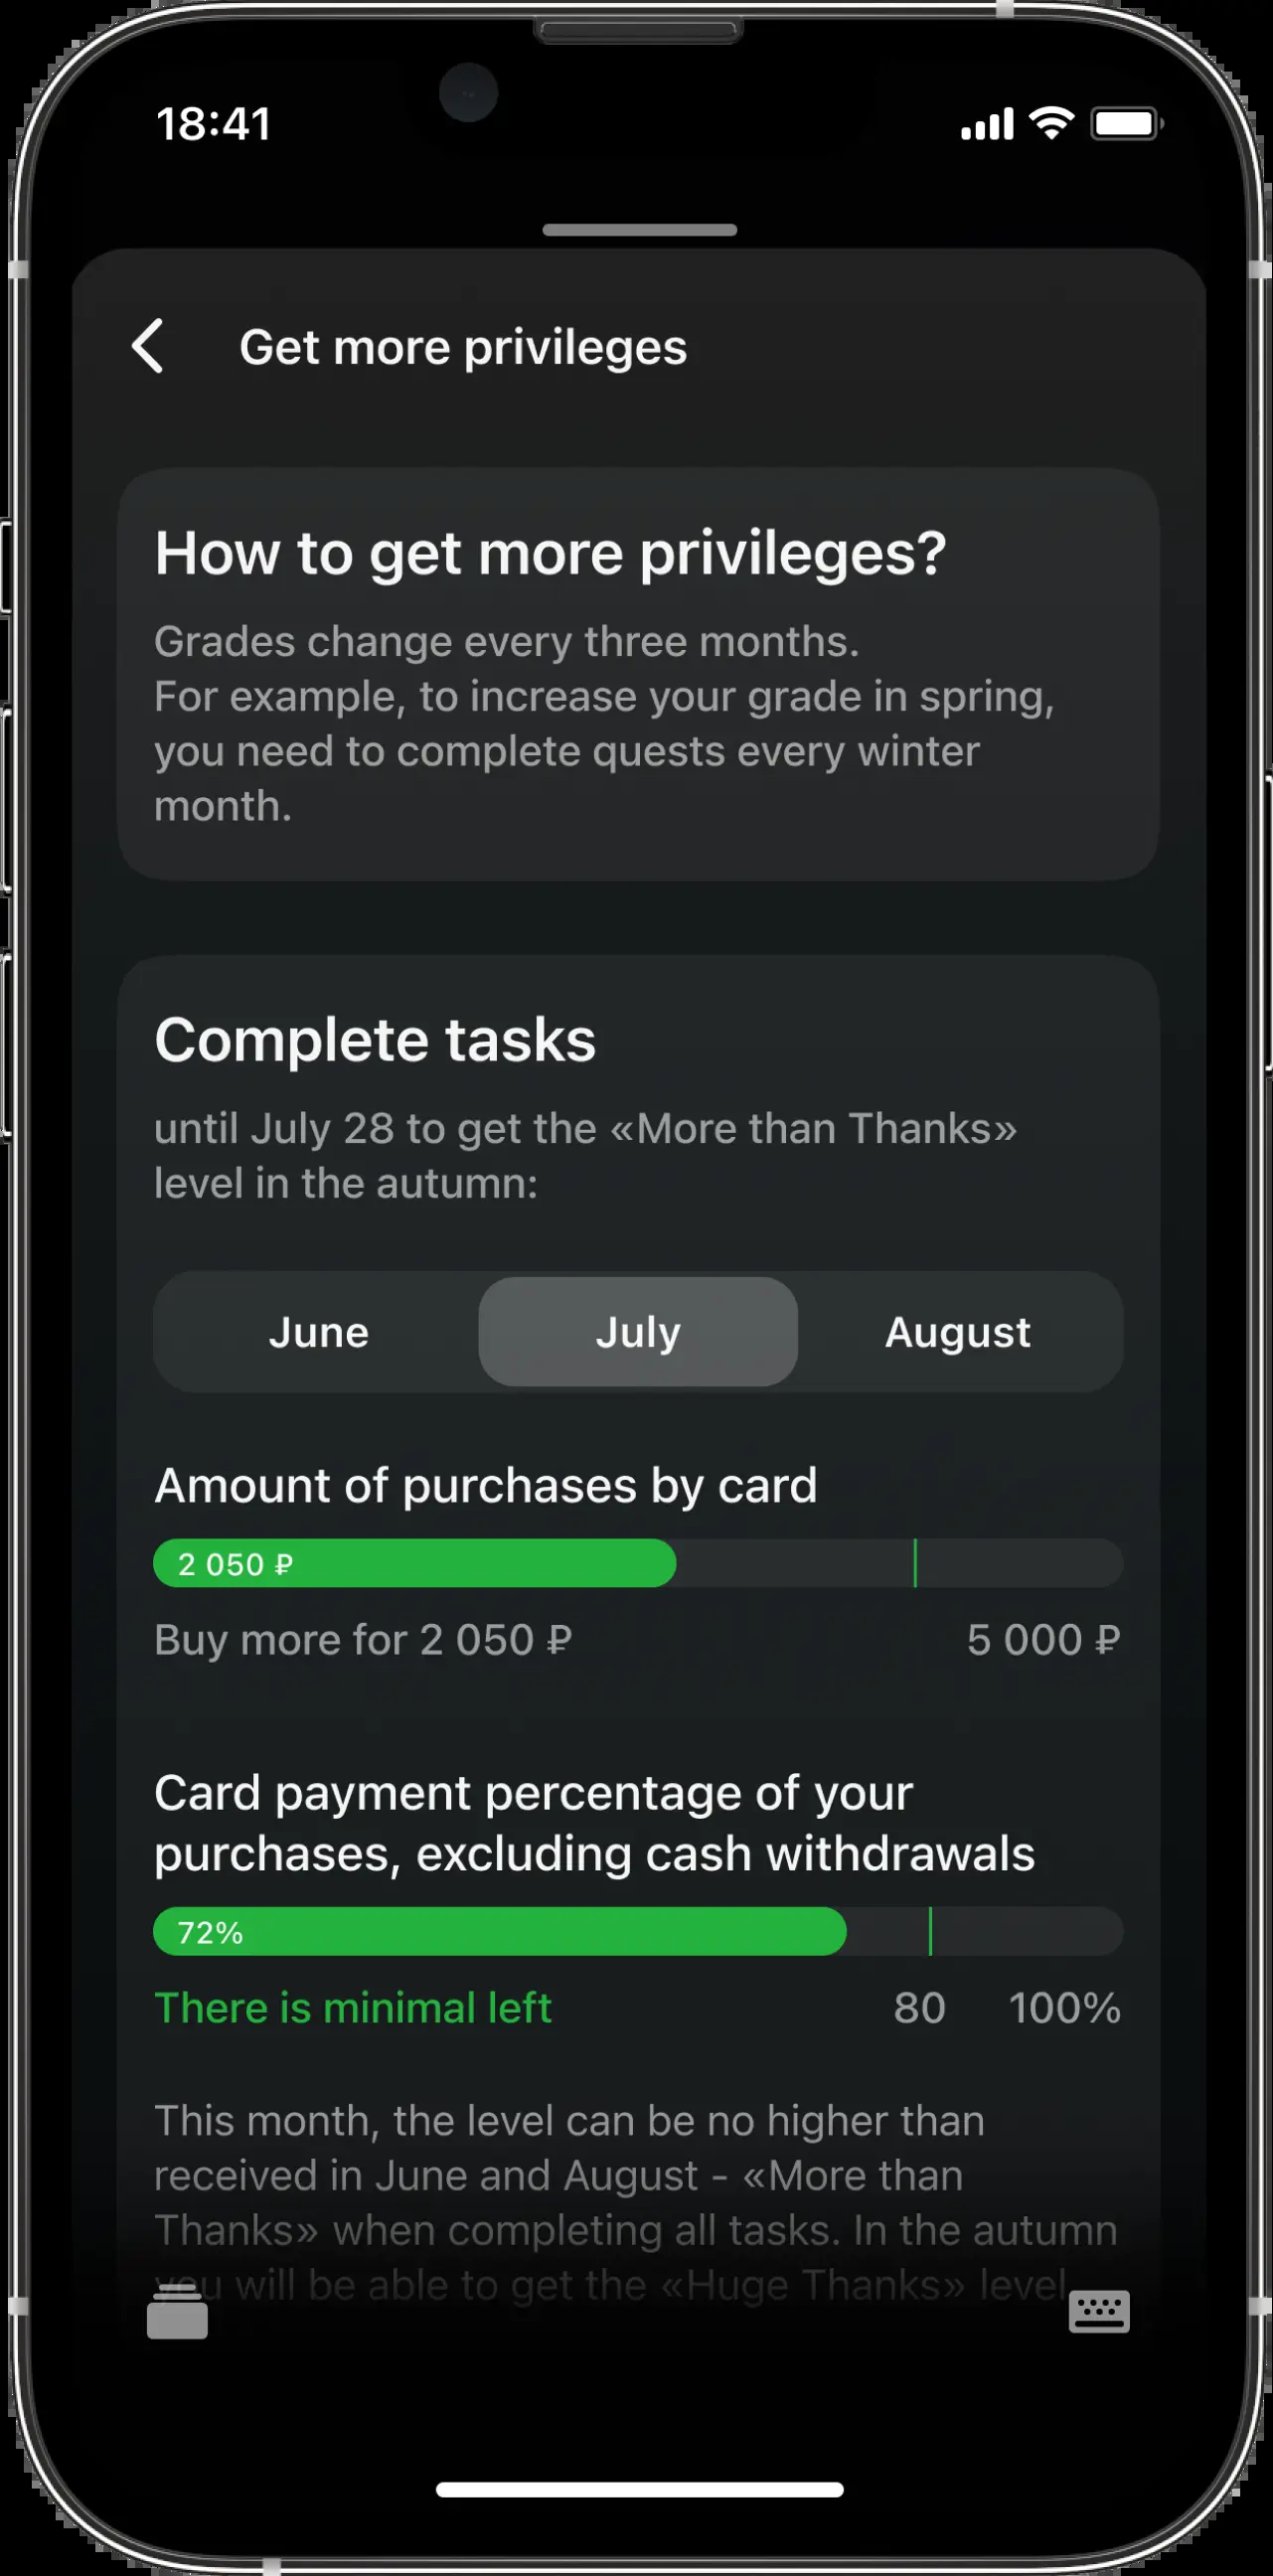 18:41
Get more privileges
How to get more privileges?
Grades change every three months.
For example, to increase your grade in spring,
you need to complete quests every winter
month.
Complete tasks
until July 28 to get the «More than Thanks»
level in the autumn:
June July August
Amount of purchases by card
2 050 ₽
Buy more for 2 050 ₽ 5 000 ₽
Card payment percentage of your
purchases, excluding cash withdrawals
72%
There is minimal left 80 100%
This month, the level can be no higher than
received in June and August - «More than
Thanks» when completing all tasks. In the autumn
you will be able to get the «Huge Thanks» level